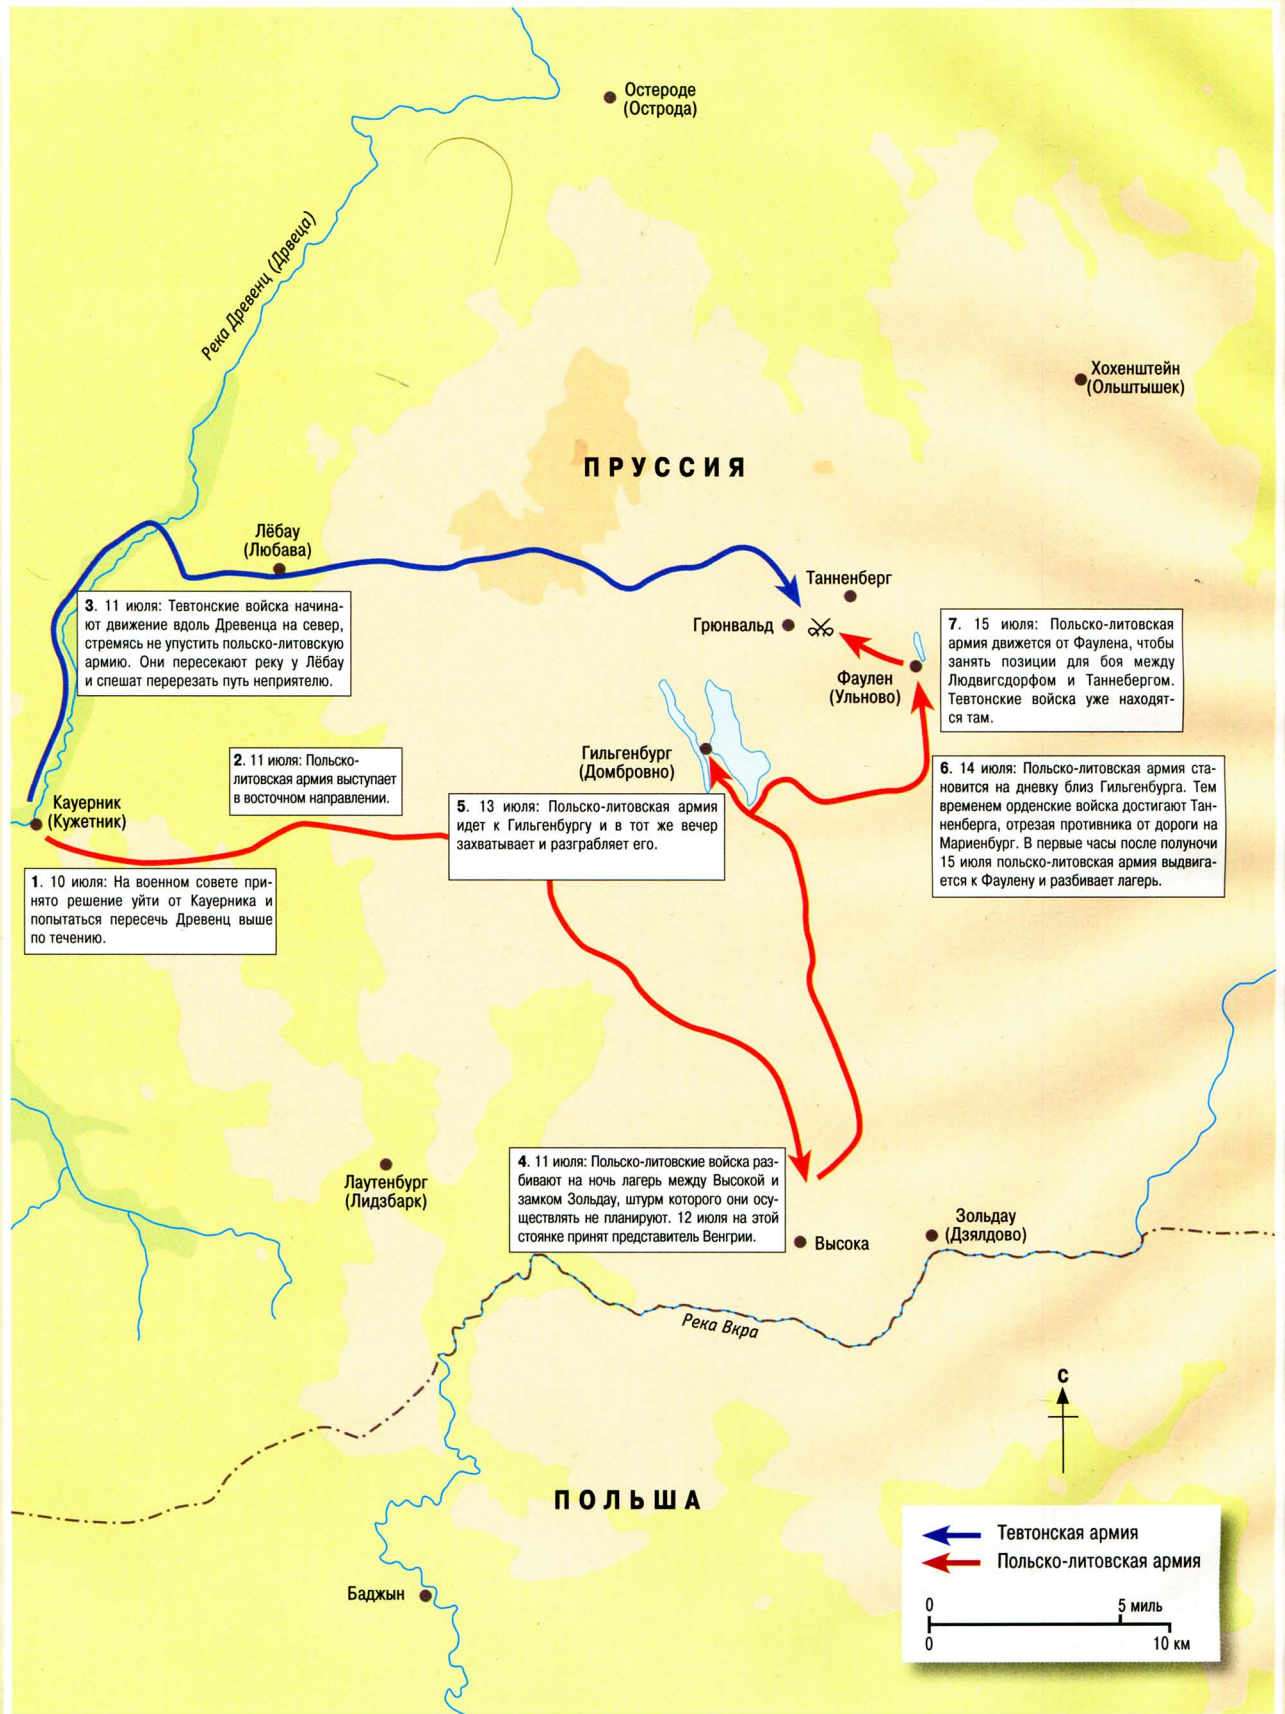 Остероде
(Острода)
Река Древенц (Дрвеца)
Хохенштейн
(Ольштышек)
ПРУССИЯ
Лёбау
(Любава)
Танненберг
Грюнвальд
3. 11 июля: Тевтонские войска начина-
ют движение вдоль Древенца на север,
стремясь не упустить польско-литовскую
армию. Они пересекают реку у Лёбау
и спешат перерезать путь неприятелю.
7. 15 июля: Польско-литовская
армия движется от Фаулена, чтобы
занять позиции для боя между
Людвигсдорфом и Таннебергом.
Тевтонские войска уже находят-
ся там.
Фаулен
(Ульново)
Гильгенбург
(Домбровно)
2. 11 июля: Польско-
литовская армия выступает
в восточном направлении.
6. 14 июля: Польско-литовская армия ста-
новится на дневку близ Гильгенбурга. Тем
временем орденские войска достигают Тан-
ненберга, отрезая противника от дороги на
Мариенбург. В первые часы после полуночи
15 июля польско-литовская армия выдвига-
ется к Фаулену и разбивает лагерь.
Кауерник
(Кужетник)
5. 13 июля: Польско-литовская армия
идет к Гильгенбургу и в тот же вечер
захватывает и разграбляет его.
1. 10 июля: На военном совете при-
нято решение уйти от Кауерника и
попытаться пересечь Древенц выше
по течению.
4. 11 июля: Польско-литовские войска раз-
бивают на ночь лагерь между Высокой и
замком Зольдау, штурм которого они осу-
ществлять не планируют. 12 июля на этой
стоянке принят представитель Венгрии.
Лаутенбург
(Лидзбарк)
Зольдау
(Дзялдово)
Высока
Река Вкра
С
ПОЛЬША
Тевтонская армия
Польско-литовская армия
0
5 миль
0
10 км
Баджын